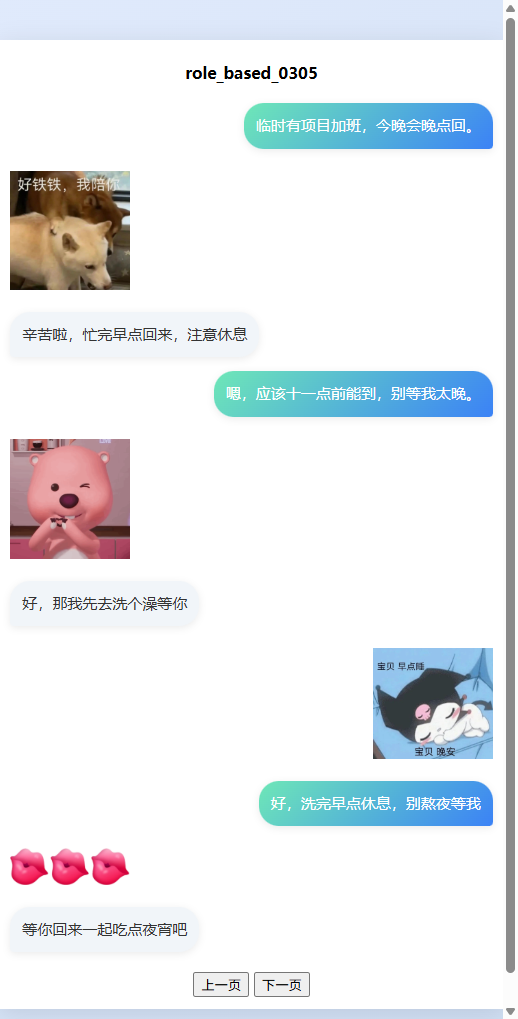 role_based_0305
临时有项目加班，今晚会晚点回。
好铁铁，我陪你
辛苦啦，忙完早点回来，注意休息
嗯，应该十一点前能到，别等我太晚。
好，那我先去洗个澡等你
宝贝 早点睡
宝贝 晚安
好，洗完早点休息，别熬夜等我
等你回来一起吃点夜宵吧
上一页 下一页